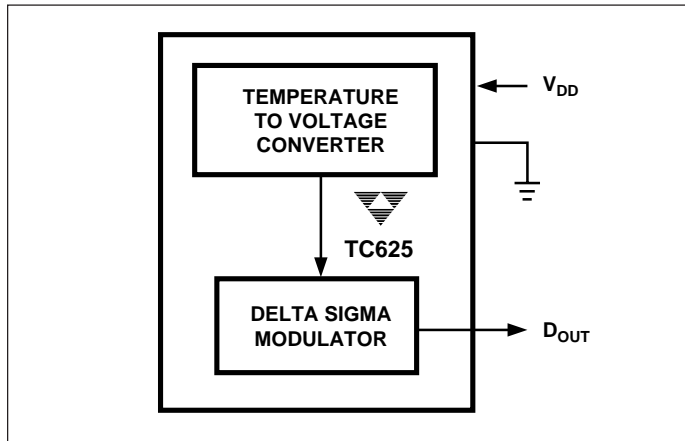 TEMPERATURE
TO VOLTAGE
CONVERTER
VDD
TC625
DELTA SIGMA
MODULATOR
DOUT